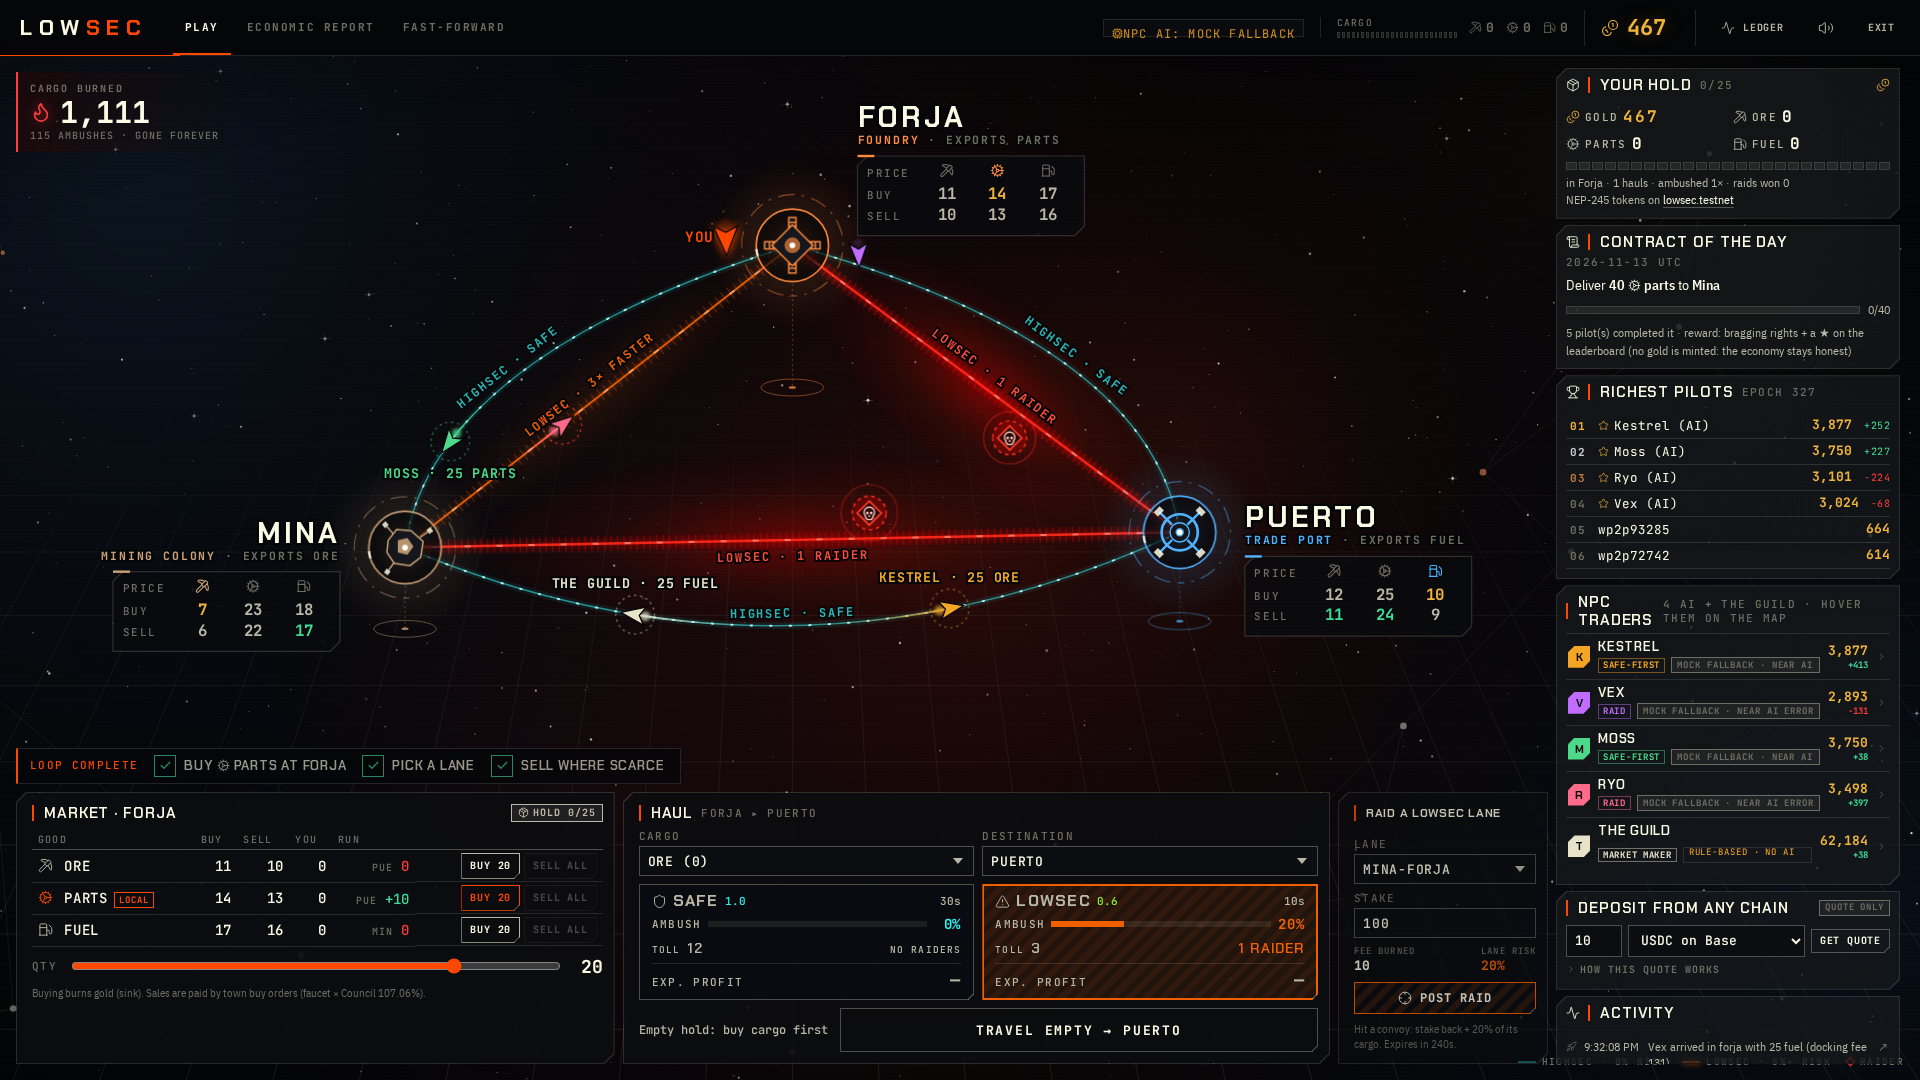 LOWSEC
PLAY
ECONOMIC REPORT
FAST-FORWARD
NPC AI: MOCK FALLBACK
CARGO
0 0 0
467
LEDGER
EXIT
CARGO BURNED
1,111
115 AMBUSHES · GONE FOREVER
FORJA
FOUNDRY · EXPORTS PARTS
PRICE
BUY 11 14 17
SELL 10 13 16
YOU
HIGHSEC · SAFE
LOWSEC · 3× FASTER
LOWSEC · 1 RAIDER
HIGHSEC · SAFE
MOSS · 25 PARTS
MINA
MINING COLONY · EXPORTS ORE
PRICE
BUY 7 23 18
SELL 6 22 17
LOWSEC · 1 RAIDER
THE GUILD · 25 FUEL
KESTREL · 25 ORE
HIGHSEC · SAFE
PUERTO
TRADE PORT · EXPORTS FUEL
PRICE
BUY 12 25 10
SELL 11 24 9
LOOP COMPLETE
BUY PARTS AT FORJA
PICK A LANE
SELL WHERE SCARCE
MARKET · FORJA
HOLD 0/25
GOOD BUY SELL YOU RUN
ORE 11 10 0 PUE 0 BUY 20 SELL ALL
PARTS LOCAL 14 13 0 PUE +10 BUY 20 SELL ALL
FUEL 17 16 0 MIN 0 BUY 20 SELL ALL
QTY 20
Buying burns gold (sink). Sales are paid by town buy orders (faucet × Council 107.06%).
HAUL FORJA ▸ PUERTO
CARGO
ORE (0)
DESTINATION
PUERTO
SAFE 1.0 30s
AMBUSH 0%
TOLL 12 NO RAIDERS
EXP. PROFIT —
LOWSEC 0.6 10s
AMBUSH 20%
TOLL 3 1 RAIDER
EXP. PROFIT —
Empty hold: buy cargo first
TRAVEL EMPTY → PUERTO
RAID A LOWSEC LANE
LANE
MINA-FORJA
STAKE
100
FEE BURNED LANE RISK
10 20%
POST RAID
Hit a convoy: stake back + 20% of its
cargo. Expires in 240s.
YOUR HOLD 0/25
GOLD 467 ORE 0
PARTS 0 FUEL 0
in Forja · 1 hauls · ambushed 1× · raids won 0
NEP-245 tokens on lowsec.testnet
CONTRACT OF THE DAY
2026-11-13 UTC
Deliver 40 parts to Mina
0/40
5 pilot(s) completed it · reward: bragging rights + a ★ on the
leaderboard (no gold is minted: the economy stays honest)
RICHEST PILOTS EPOCH 327
01 Kestrel (AI) 3,877 +252
02 Moss (AI) 3,750 +227
03 Ryo (AI) 3,101 -224
04 Vex (AI) 3,024 -68
05 wp2p93285 664
06 wp2p72742 614
NPC TRADERS
4 AI + THE GUILD · HOVER
THEM ON THE MAP
K KESTREL 3,877
SAFE-FIRST MOCK FALLBACK · NEAR AI +413
V VEX 2,893
RAID MOCK FALLBACK · NEAR AI ERROR -131
M MOSS 3,750
SAFE-FIRST MOCK FALLBACK · NEAR AI ERROR +38
R RYO 3,498
RAID MOCK FALLBACK · NEAR AI ERROR +397
T THE GUILD 62,184
MARKET MAKER RULE-BASED · NO AI +38
DEPOSIT FROM ANY CHAIN
QUOTE ONLY
10 USDC on Base GET QUOTE
HOW THIS QUOTE WORKS
ACTIVITY
9:32:08 PM Vex arrived in forja with 25 fuel (docking fee
HIGHSEC · 0% LOWSEC · 8%+ RISK RAIDER